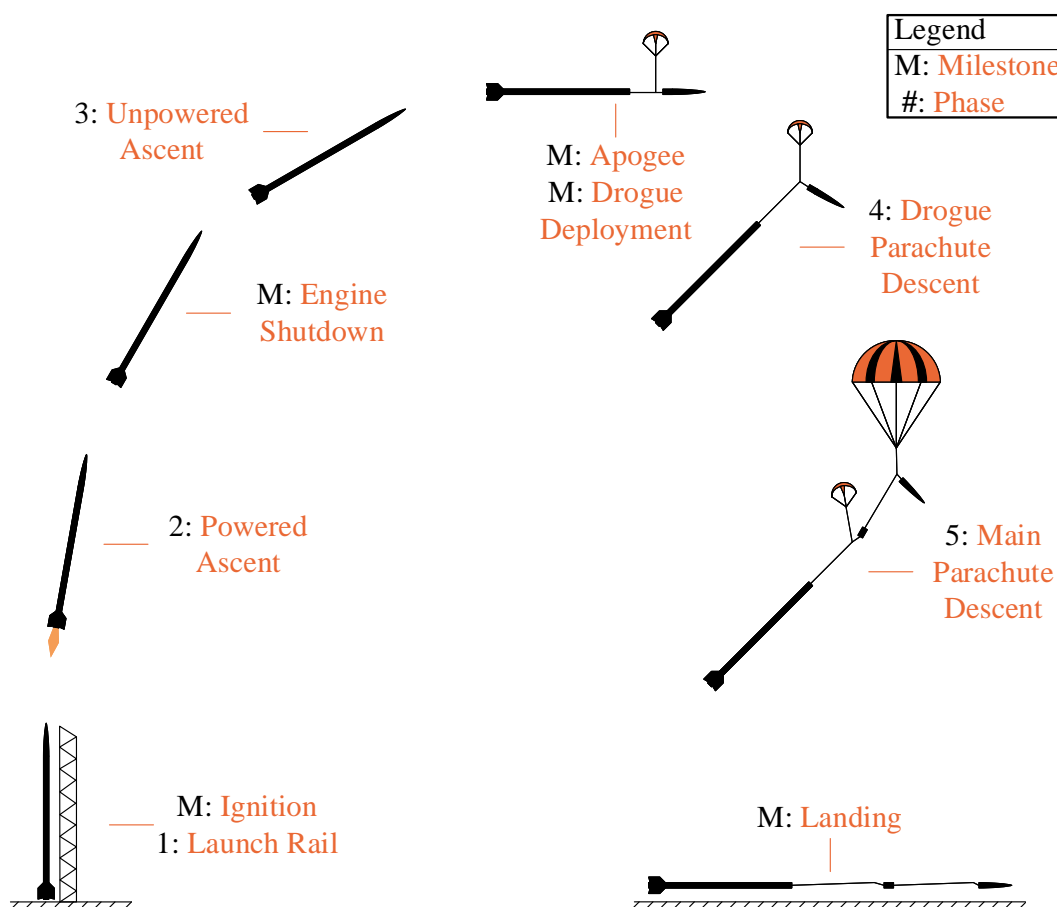 Legend
M: Milestone
#: Phase
3: Unpowered
Ascent
M: Apogee
M: Drogue
Deployment
4: Drogue
Parachute
Descent
M: Engine
Shutdown
2: Powered
Ascent
5: Main
Parachute
Descent
M: Ignition
1: Launch Rail
M: Landing